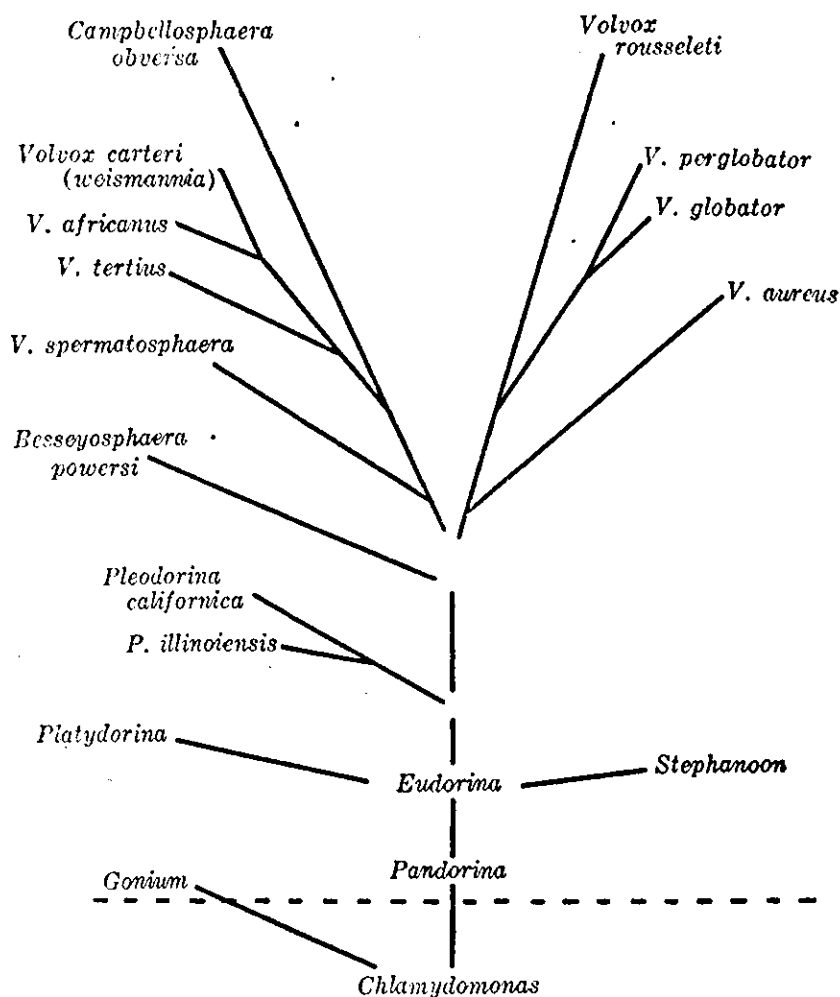 Campbellosphaera
obversa
Volvox
rousseleti
Volvox carteri
(weismannia)
V. perglobator
V. africanus
V. globator
V. tertius
V. aureus
V. spermatosphaera
Besseyosphaera
powersi
Pleodorina
californica
P. illinoiensis
Platydorina
Eudorina
Stephanoon
Pandorina
Gonium
Chlamydomonas